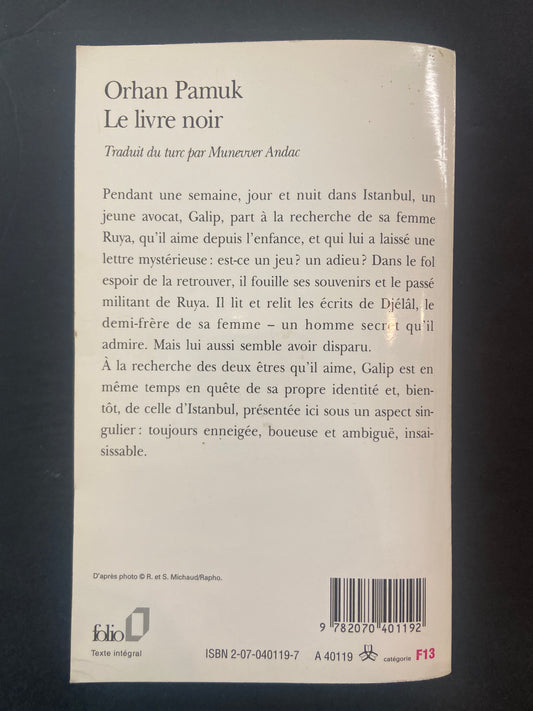 Orhan Pamuk
Le livre noir
Traduit du turc par Munevver Andac
Pendant une semaine, jour et nuit dans Istanbul, un
jeune avocat, Galip, part à la recherche de sa femme
Ruya, qu'il aime depuis l'enfance, et qui lui a laissé une
lettre mystérieuse : est-ce un jeu ? un adieu ? Dans le fol
espoir de la retrouver, il fouille ses souvenirs et le passé
militant de Ruya. Il lit et relit les écrits de Djélâl, le
demi-frère de sa femme – un homme secret qu'il
admire. Mais lui aussi semble avoir disparu.
À la recherche des deux êtres qu'il aime, Galip est en
même temps en quête de sa propre identité et, bien-
tôt, de celle d'Istanbul, présentée ici sous un aspect sin-
gulier : toujours enneigée, boueuse et ambiguë, insai-
sissable.
D'après photo © R. et S. Michaud/Rapho.
9 782070 401192
folio
Texte intégral
ISBN 2-07-040119-7 A 40119 catégorie F13